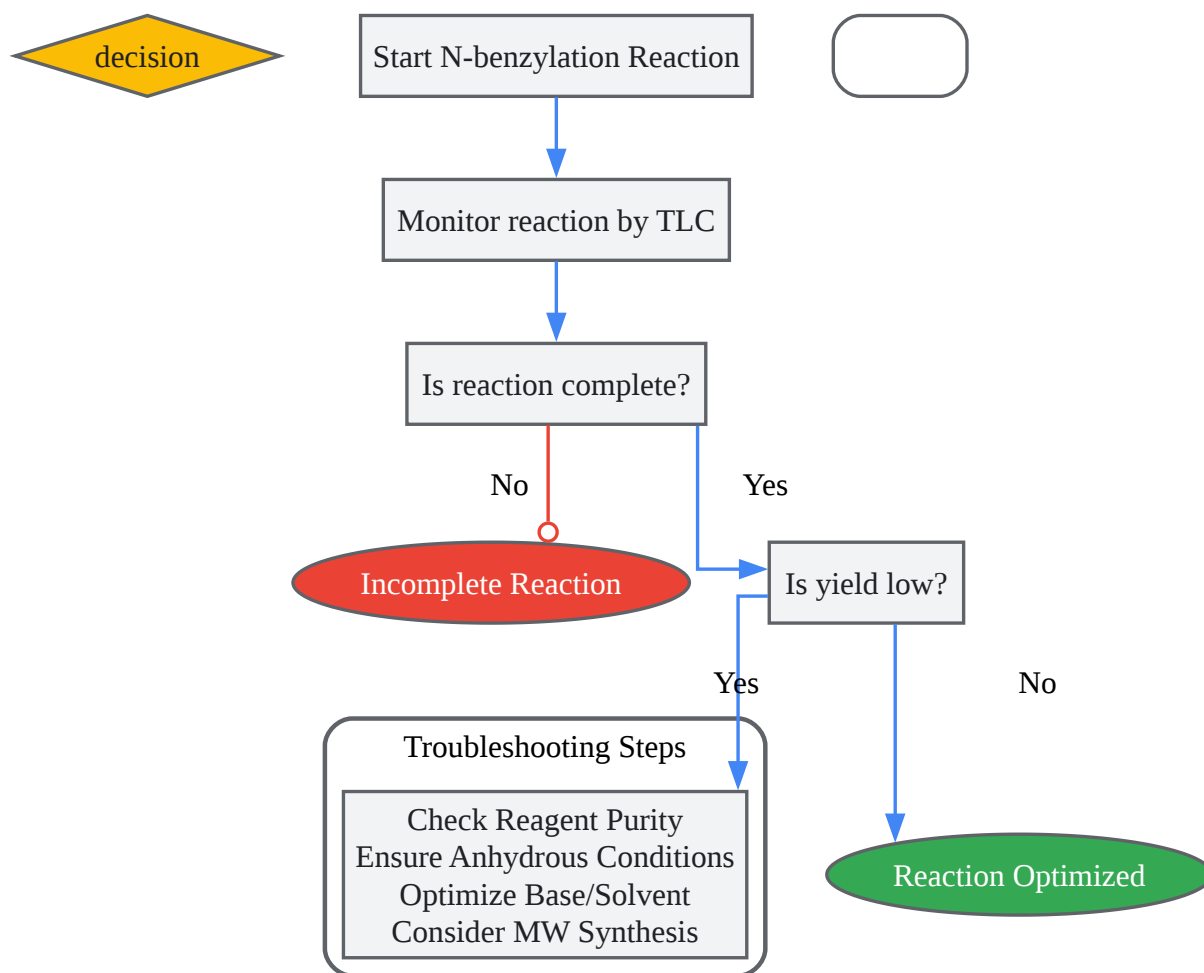 decision
Start N-benzylation Reaction
Monitor reaction by TLC
Is reaction complete?
No
Yes
Incomplete Reaction
Is yield low?
Yes
No
Troubleshooting Steps
Check Reagent Purity
Ensure Anhydrous Conditions
Optimize Base/Solvent
Consider MW Synthesis
Reaction Optimized